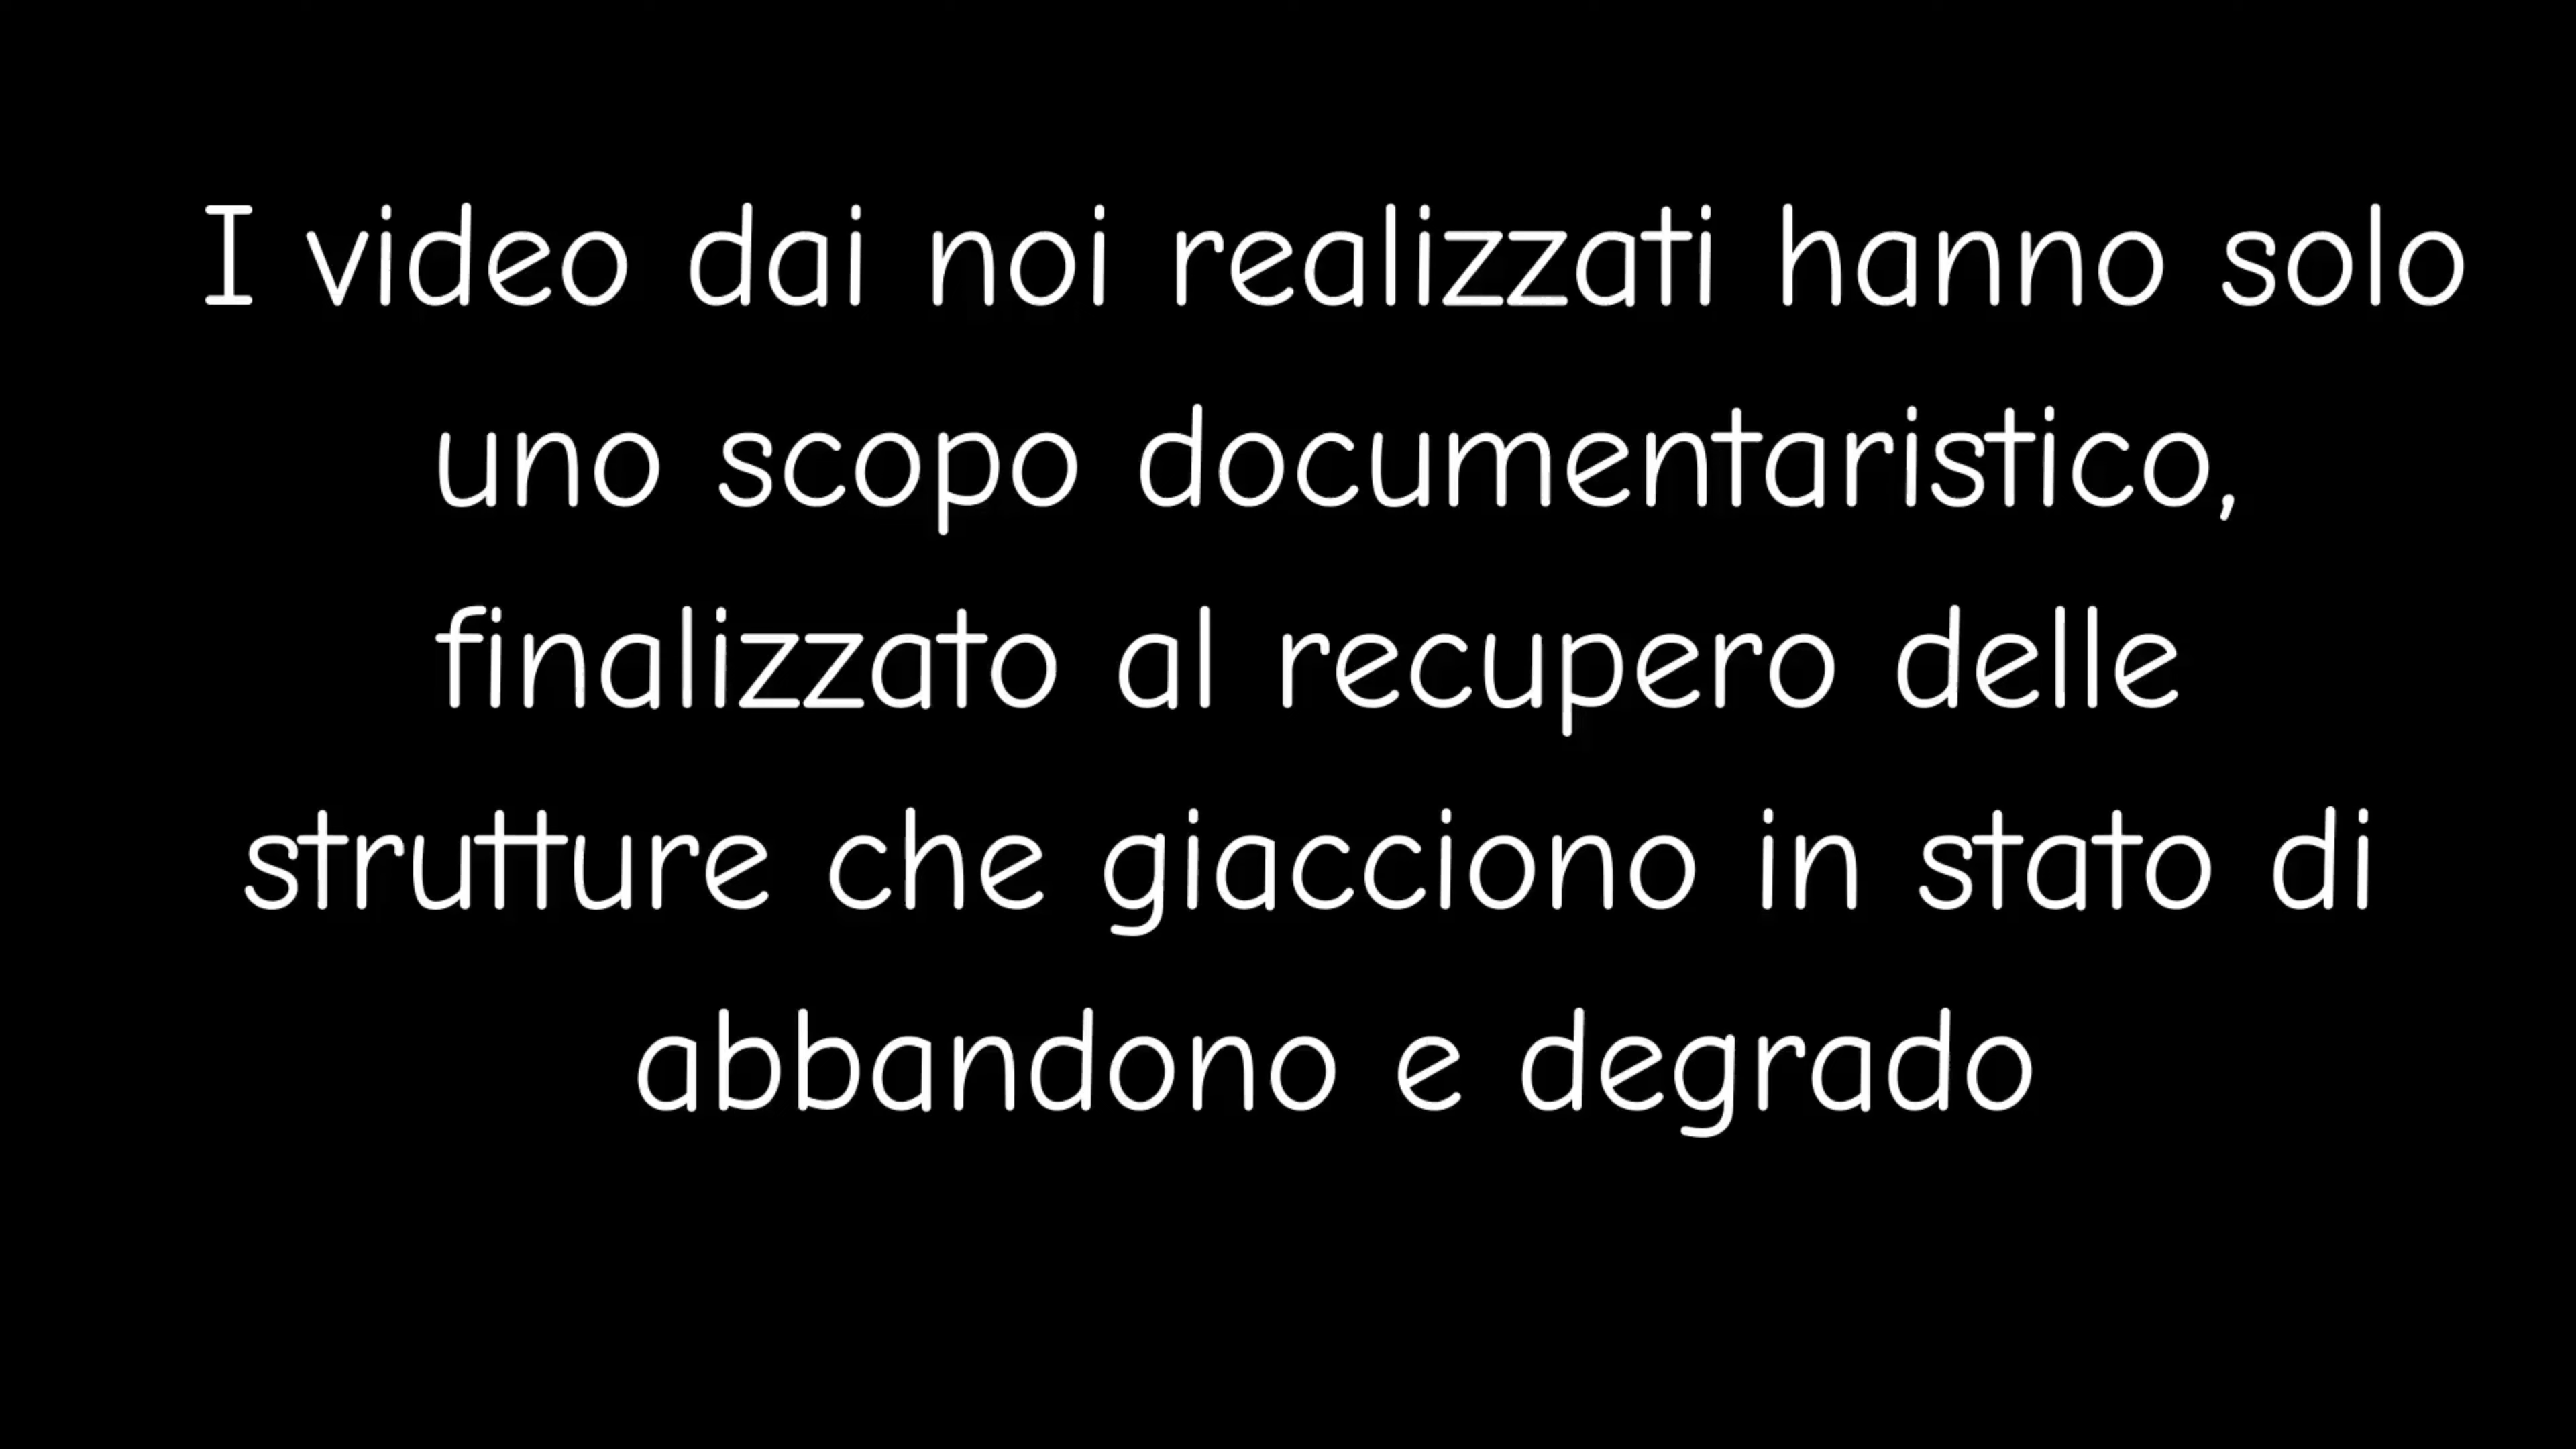 I video dai noi realizzati hanno solo
uno scopo documentaristico,
finalizzato al recupero delle
strutture che giacciono in stato di
abbandono e degrado